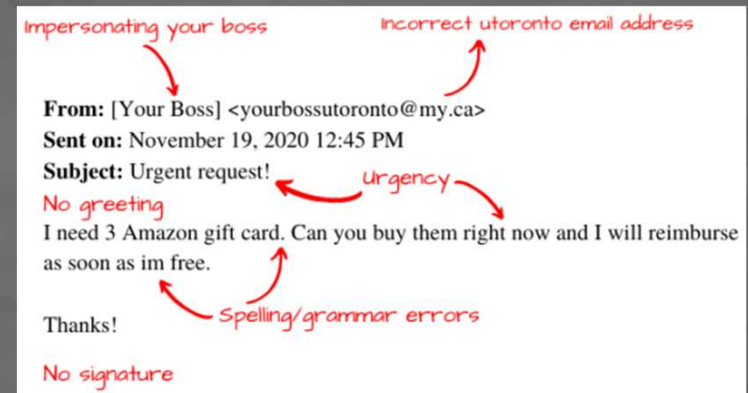 Impersonating your boss
Incorrect utoronto email address
From: [Your Boss] <yourbossutoronto@my.ca>
Sent on: November 19, 2020 12:45 PM
Subject: Urgent request!
urgency
No greeting
I need 3 Amazon gift card. Can you buy them right now and I will reimburse
as soon as im free.
Spelling/grammar errors
Thanks!
No signature